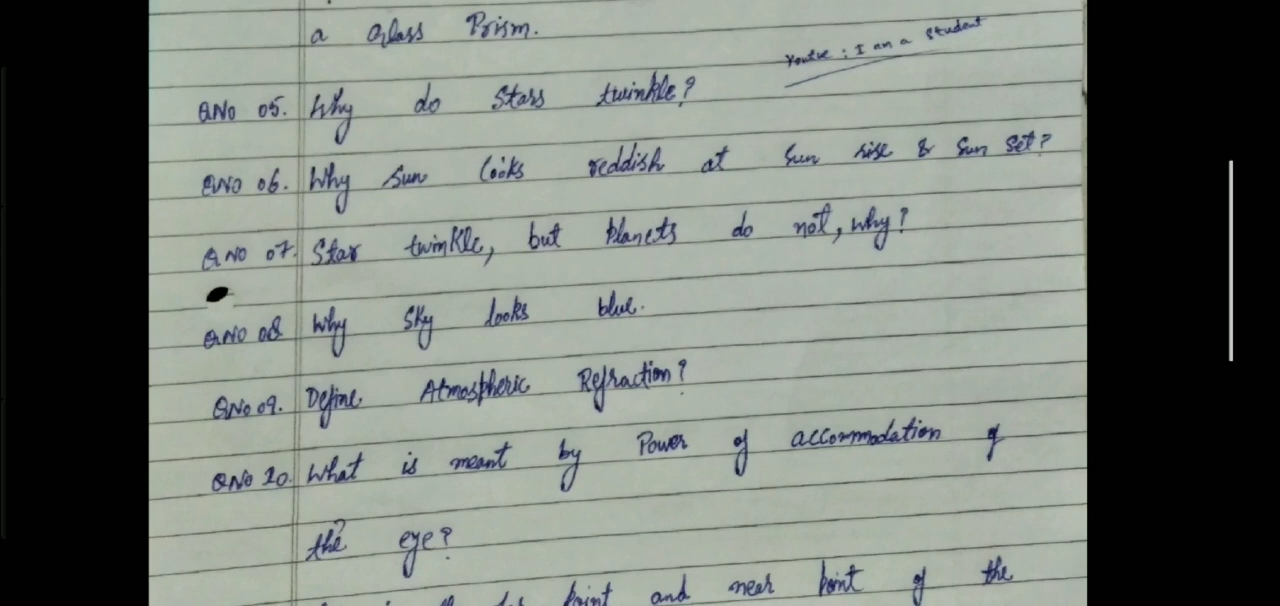 a Glass Prism.
Youtube : I am a student
QNo 05. Why do Stars twinkle?
QNo 06. Why sun looks reddish at Sun rise & Sun set?
QNo 07. Star twinkle, but Planets do not, why?
QNo 08 Why Sky looks blue.
QNo 09. Define Atmospheric Refraction?
QNo 10. What is meant by Power of accommodation of
the eye?
point and near point of the